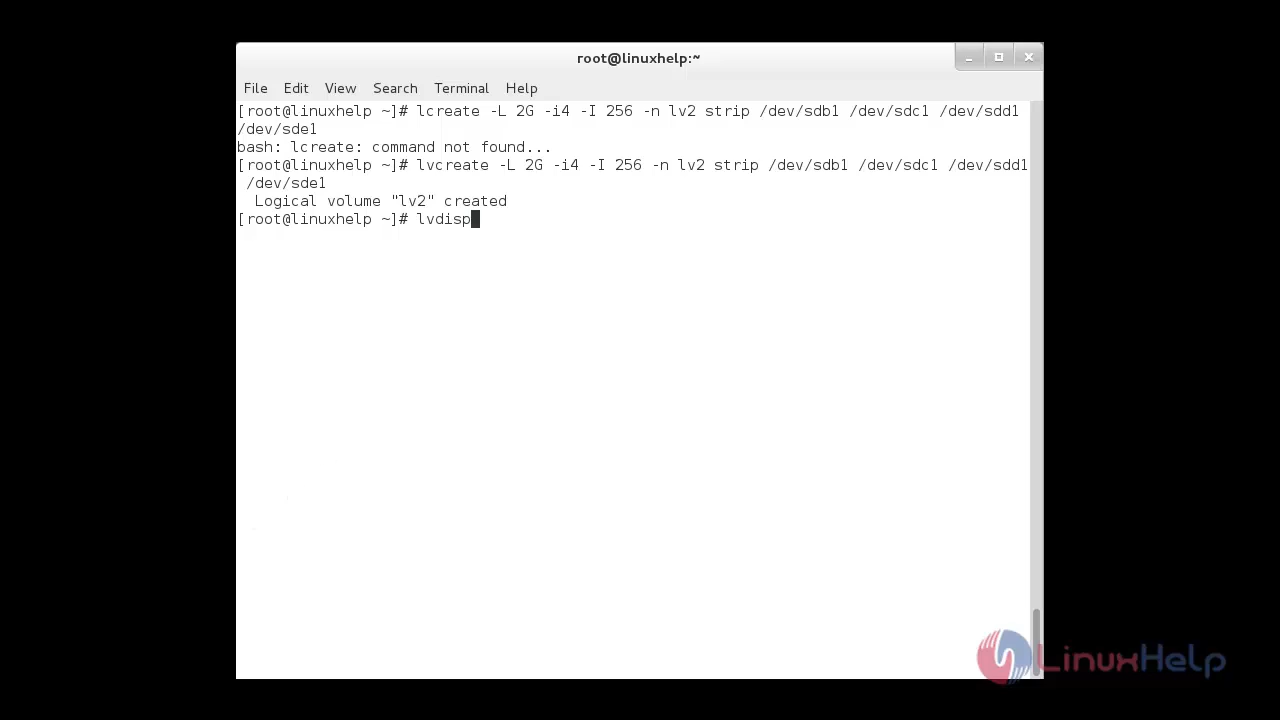 root@linuxhelp:~
File Edit View Search Terminal Help
[root@linuxhelp ~]# lcreate -L 2G -i4 -I 256 -n lv2 strip /dev/sdb1 /dev/sdc1 /dev/sdd1
/dev/sde1
bash: lcreate: command not found...
[root@linuxhelp ~]# lvcreate -L 2G -i4 -I 256 -n lv2 strip /dev/sdb1 /dev/sdc1 /dev/sdd1
/dev/sde1
Logical volume "lv2" created
[root@linuxhelp ~]# lvdisp
LinuxHelp